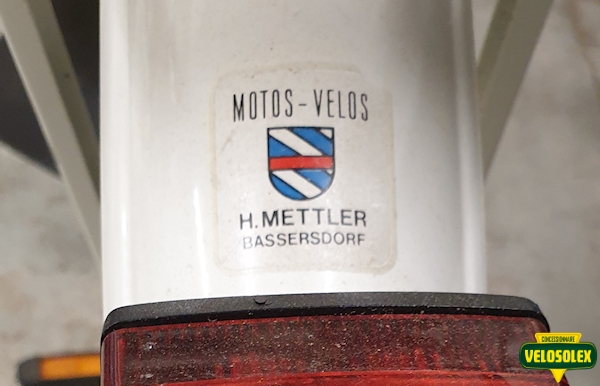 MOTOS-VELOS
H.METTLER
BASSERSDORF
CONCESSIONNAIRE
VELOSOLEX